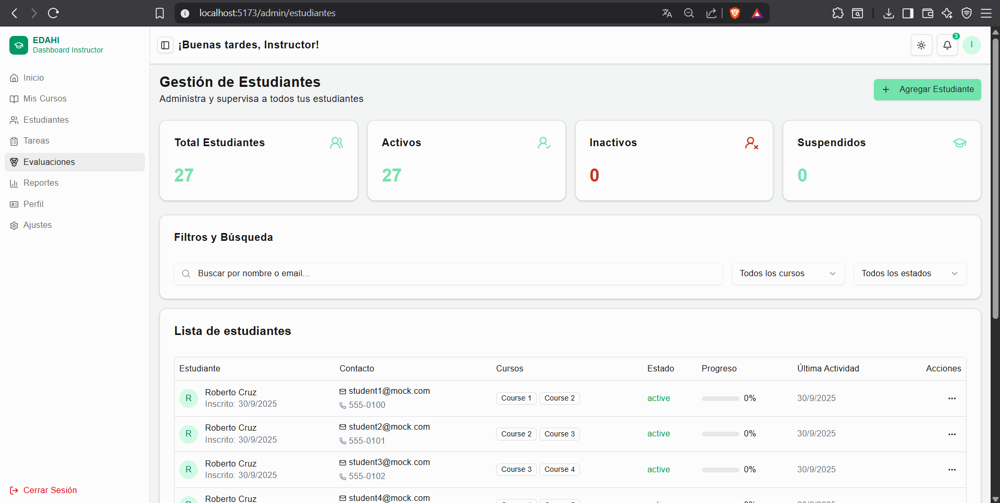 localhost:5173/admin/estudiantes
EDAHI
Dashboard Instructor
¡Buenas tardes, Instructor!
3
I
Inicio
Mis Cursos
Estudiantes
Tareas
Evaluaciones
Reportes
Perfil
Ajustes
Cerrar Sesión
Gestión de Estudiantes
Administra y supervisa a todos tus estudiantes
Agregar Estudiante
Total Estudiantes
27
Activos
27
Inactivos
0
Suspendidos
0
Filtros y Búsqueda
Buscar por nombre o email...
Todos los cursos
Todos los estados
Lista de estudiantes
Estudiante Contacto Cursos Estado Progreso Última Actividad Acciones
R Roberto Cruz student1@mock.com Course 1 Course 2 active 0% 30/9/2025
Inscrito: 30/9/2025 555-0100
R Roberto Cruz student2@mock.com Course 2 Course 3 active 0% 30/9/2025
Inscrito: 30/9/2025 555-0101
R Roberto Cruz student3@mock.com Course 3 Course 4 active 0% 30/9/2025
Inscrito: 30/9/2025 555-0102
Roberto Cruz student4@mock.com